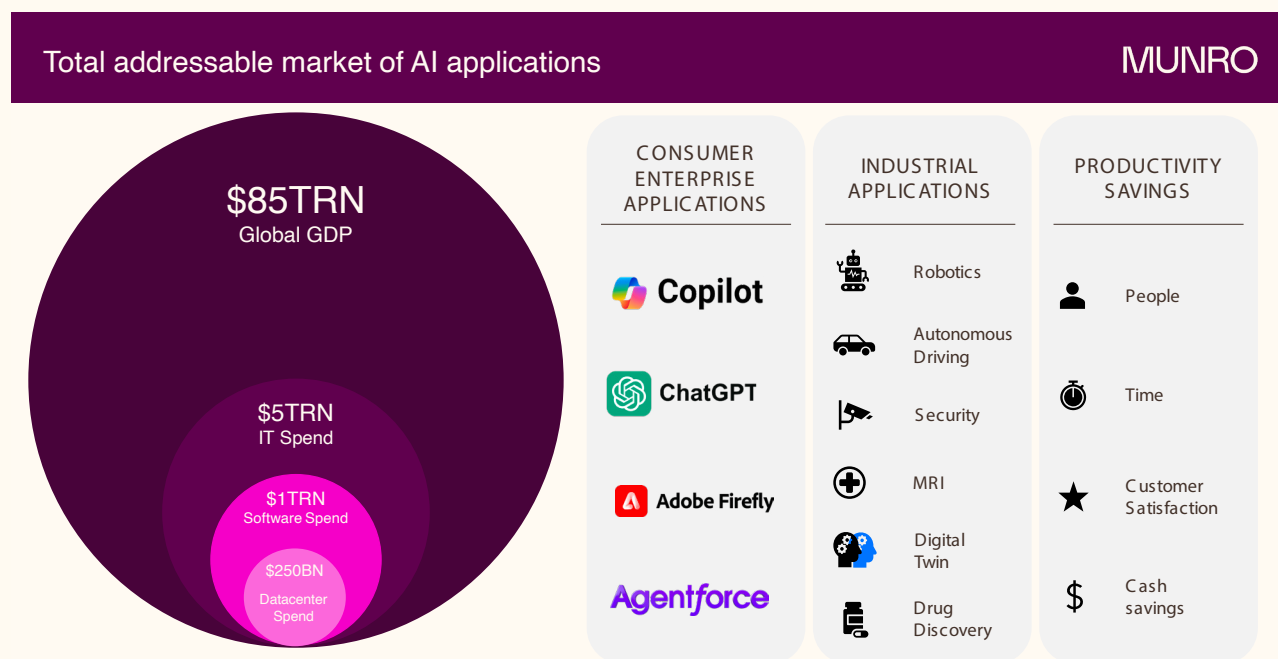 Total addressable market of AI applications
MUNRO
$85TRN
Global GDP
$5TRN
IT Spend
$1TRN
Software Spend
$250BN
Datacenter
Spend
CONSUMER
ENTERPRISE
APPLICATIONS
Copilot
ChatGPT
Adobe Firefly
Agentforce
INDUSTRIAL
APPLICATIONS
Robotics
Autonomous
Driving
Security
MRI
Digital
Twin
Drug
Discovery
PRODUCTIVITY
SAVINGS
People
Time
Customer
Satisfaction
$
Cash
savings